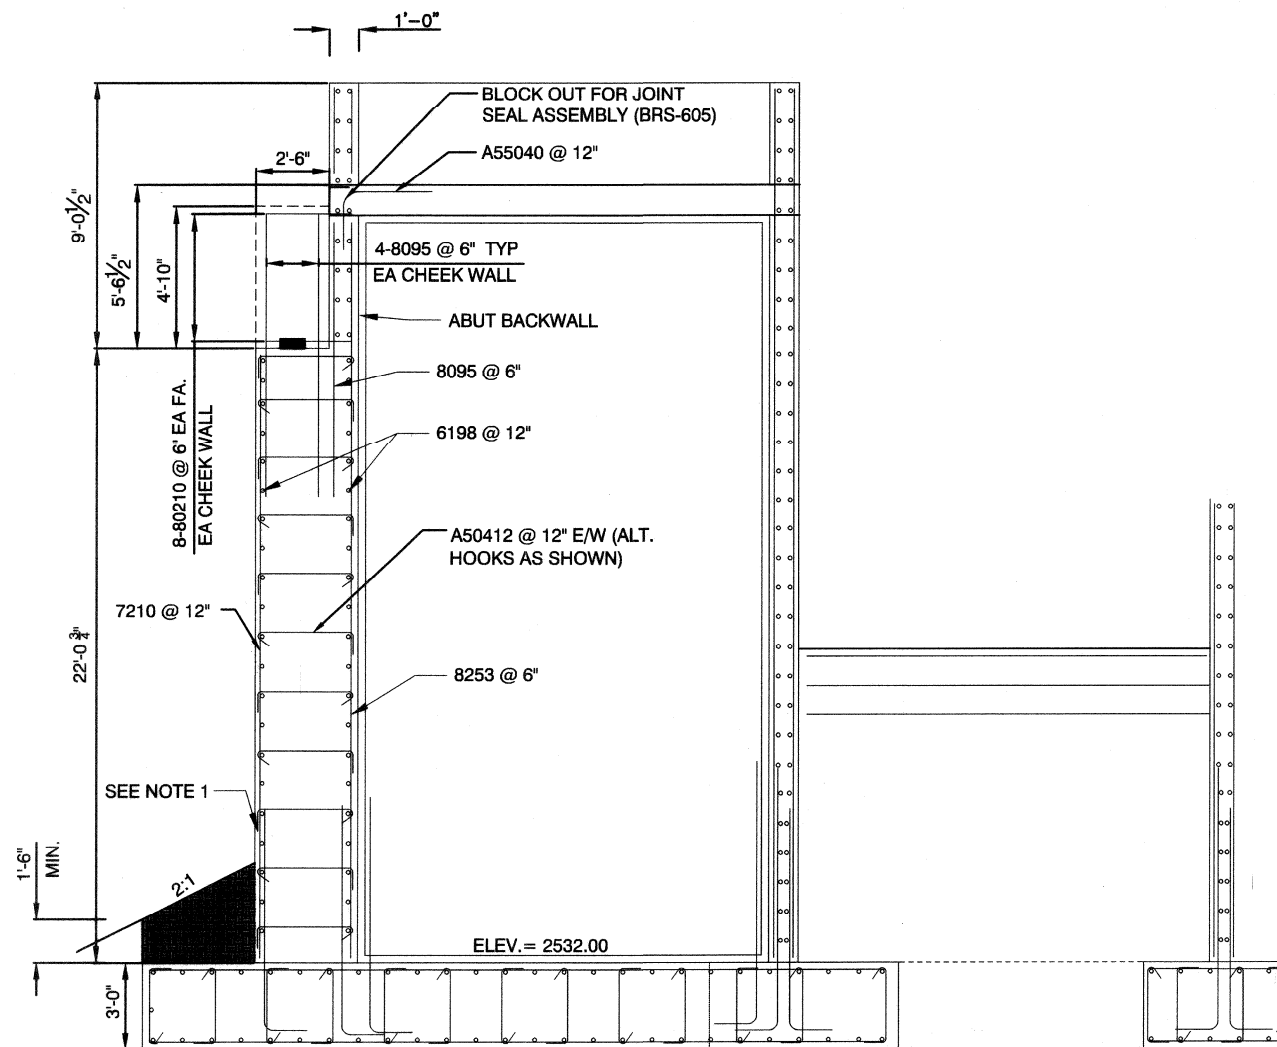 1'-0"
BLOCK OUT FOR JOINT
SEAL ASSEMBLY (BRS-605)
A55040 @ 12"
2'-6"
9'-0½"
5'-6½"
4'-10"
4-8095 @ 6" TYP
EA CHEEK WALL
ABUT BACKWALL
8095 @ 6"
8-80210 @ 6' EA FA.
EA CHEEK WALL
6198 @ 12"
A50412 @ 12" E/W (ALT.
HOOKS AS SHOWN)
7210 @ 12"
22'-0 ¾"
8253 @ 6"
SEE NOTE 1
1'-6"
MIN.
2:1
ELEV.= 2532.00
3'-0"